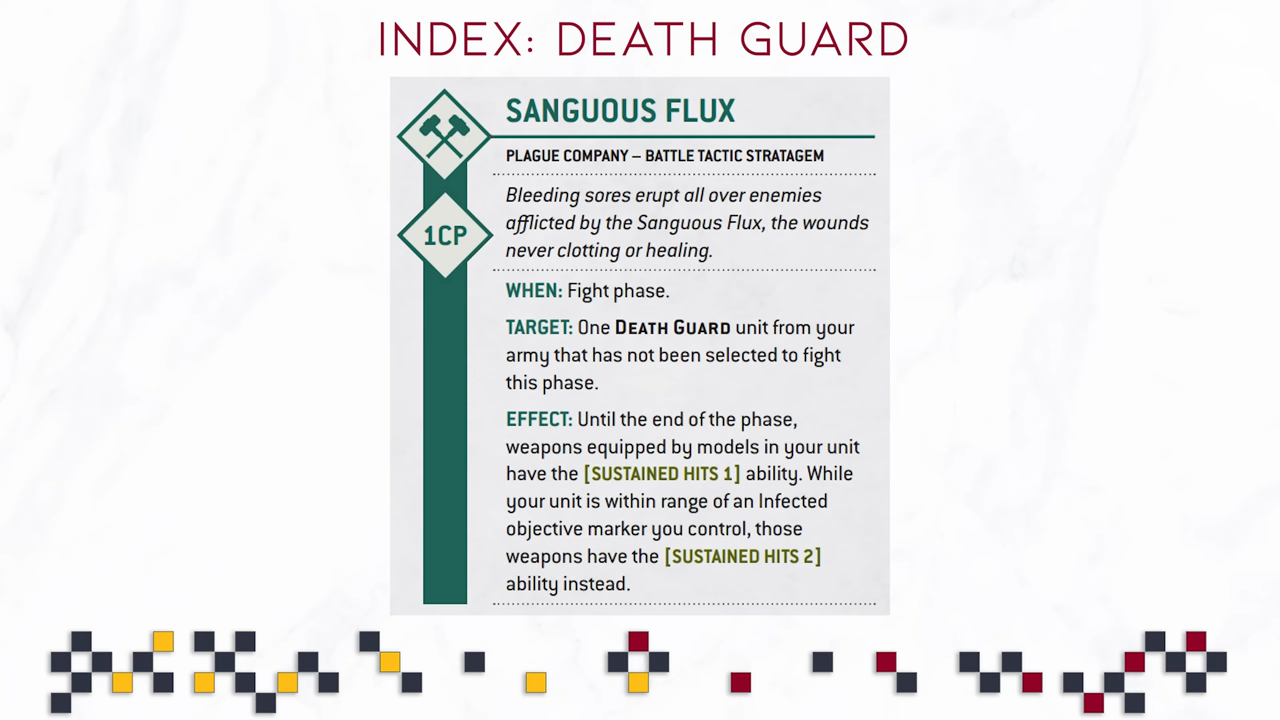 INDEX: DEATH GUARD
SANGUOUS FLUX
PLAGUE COMPANY – BATTLE TACTIC STRATAGEM
Bleeding sores erupt all over enemies
afflicted by the Sanguous Flux, the wounds
never clotting or healing.
1CP
WHEN: Fight phase.
TARGET: One DEATH GUARD unit from your
army that has not been selected to fight
this phase.
EFFECT: Until the end of the phase,
weapons equipped by models in your unit
have the [SUSTAINED HITS 1] ability. While
your unit is within range of an Infected
objective marker you control, those
weapons have the [SUSTAINED HITS 2]
ability instead.